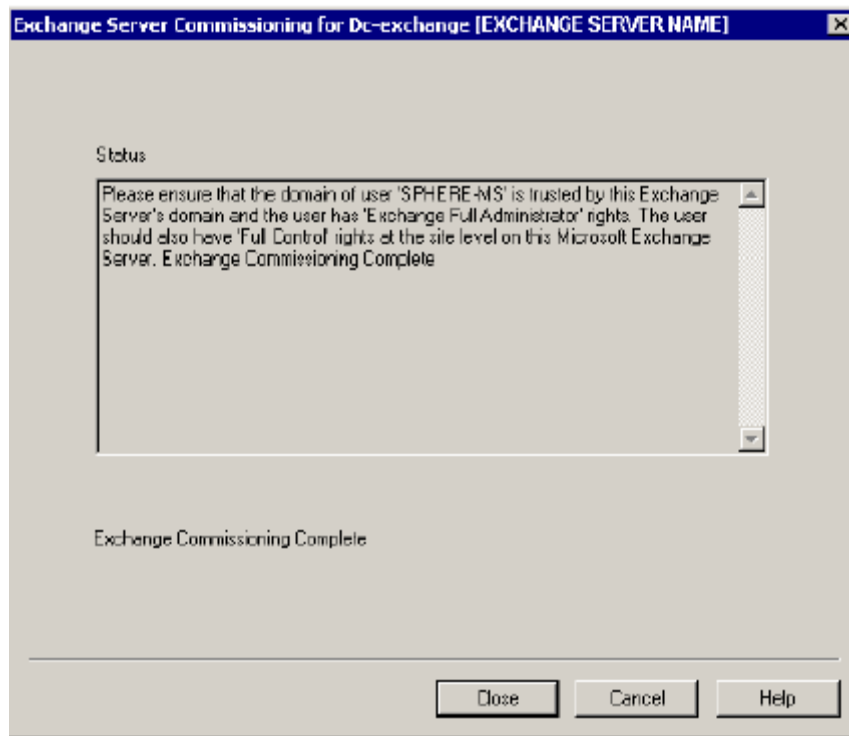 Exchange Server Commissioning for Dc-exchange [EXCHANGE SERVER NAME]
Status
Please ensure that the domain of user 'SPHERE-MS' is trusted by this Exchange
Server's domain and the user has 'Exchange Full Administrator' rights. The user
should also have 'Full Control' rights at the site level on this Microsoft Exchange
Server. Exchange Commissioning Complete
Exchange Commissioning Complete
Close
Cancel
Help